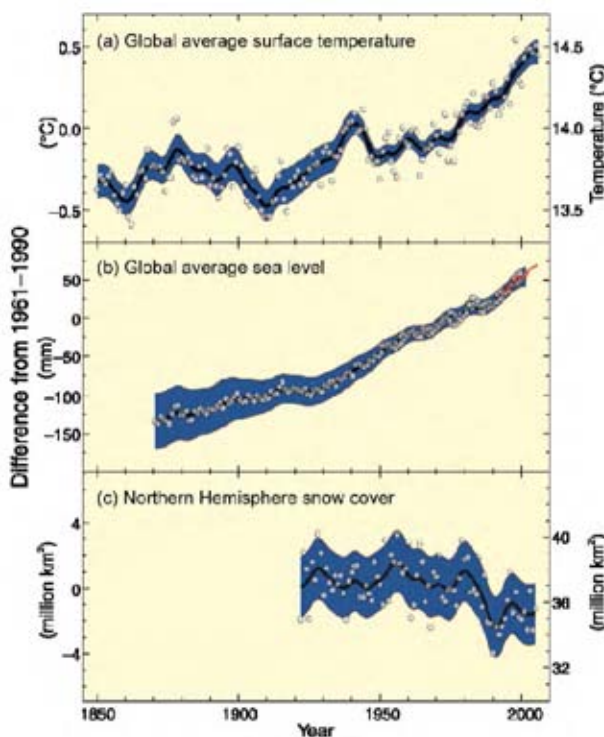 (a) Global average surface temperature
0.5
0.0
−0.5
(°C)
14.5
14.0
13.5
Temperature (°C)
(b) Global average sea level
50
0
−50
−100
−150
(mm)
Difference from 1961–1990
(c) Northern Hemisphere snow cover
4
0
−4
(million km²)
40
36
32
(million km²)
1850
1900
1950
2000
Year